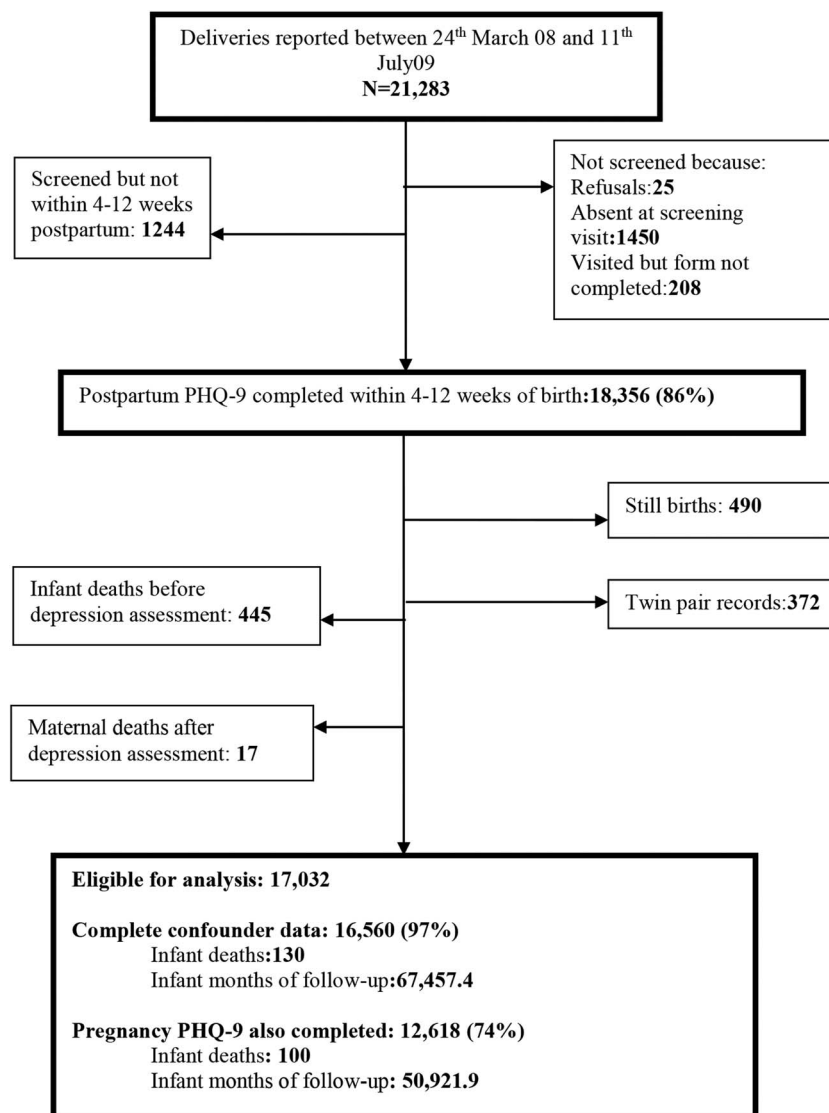 Deliveries reported between 24th March 08 and 11th
July09
N=21,283
Screened but not
within 4-12 weeks
postpartum: 1244
Not screened because:
Refusals:25
Absent at screening
visit:1450
Visited but form not
completed:208
Postpartum PHQ-9 completed within 4-12 weeks of birth:18,356 (86%)
Still births: 490
Infant deaths before
depression assessment: 445
Twin pair records:372
Maternal deaths after
depression assessment: 17
Eligible for analysis: 17,032
Complete confounder data: 16,560 (97%)
Infant deaths:130
Infant months of follow-up:67,457.4
Pregnancy PHQ-9 also completed: 12,618 (74%)
Infant deaths: 100
Infant months of follow-up: 50,921.9